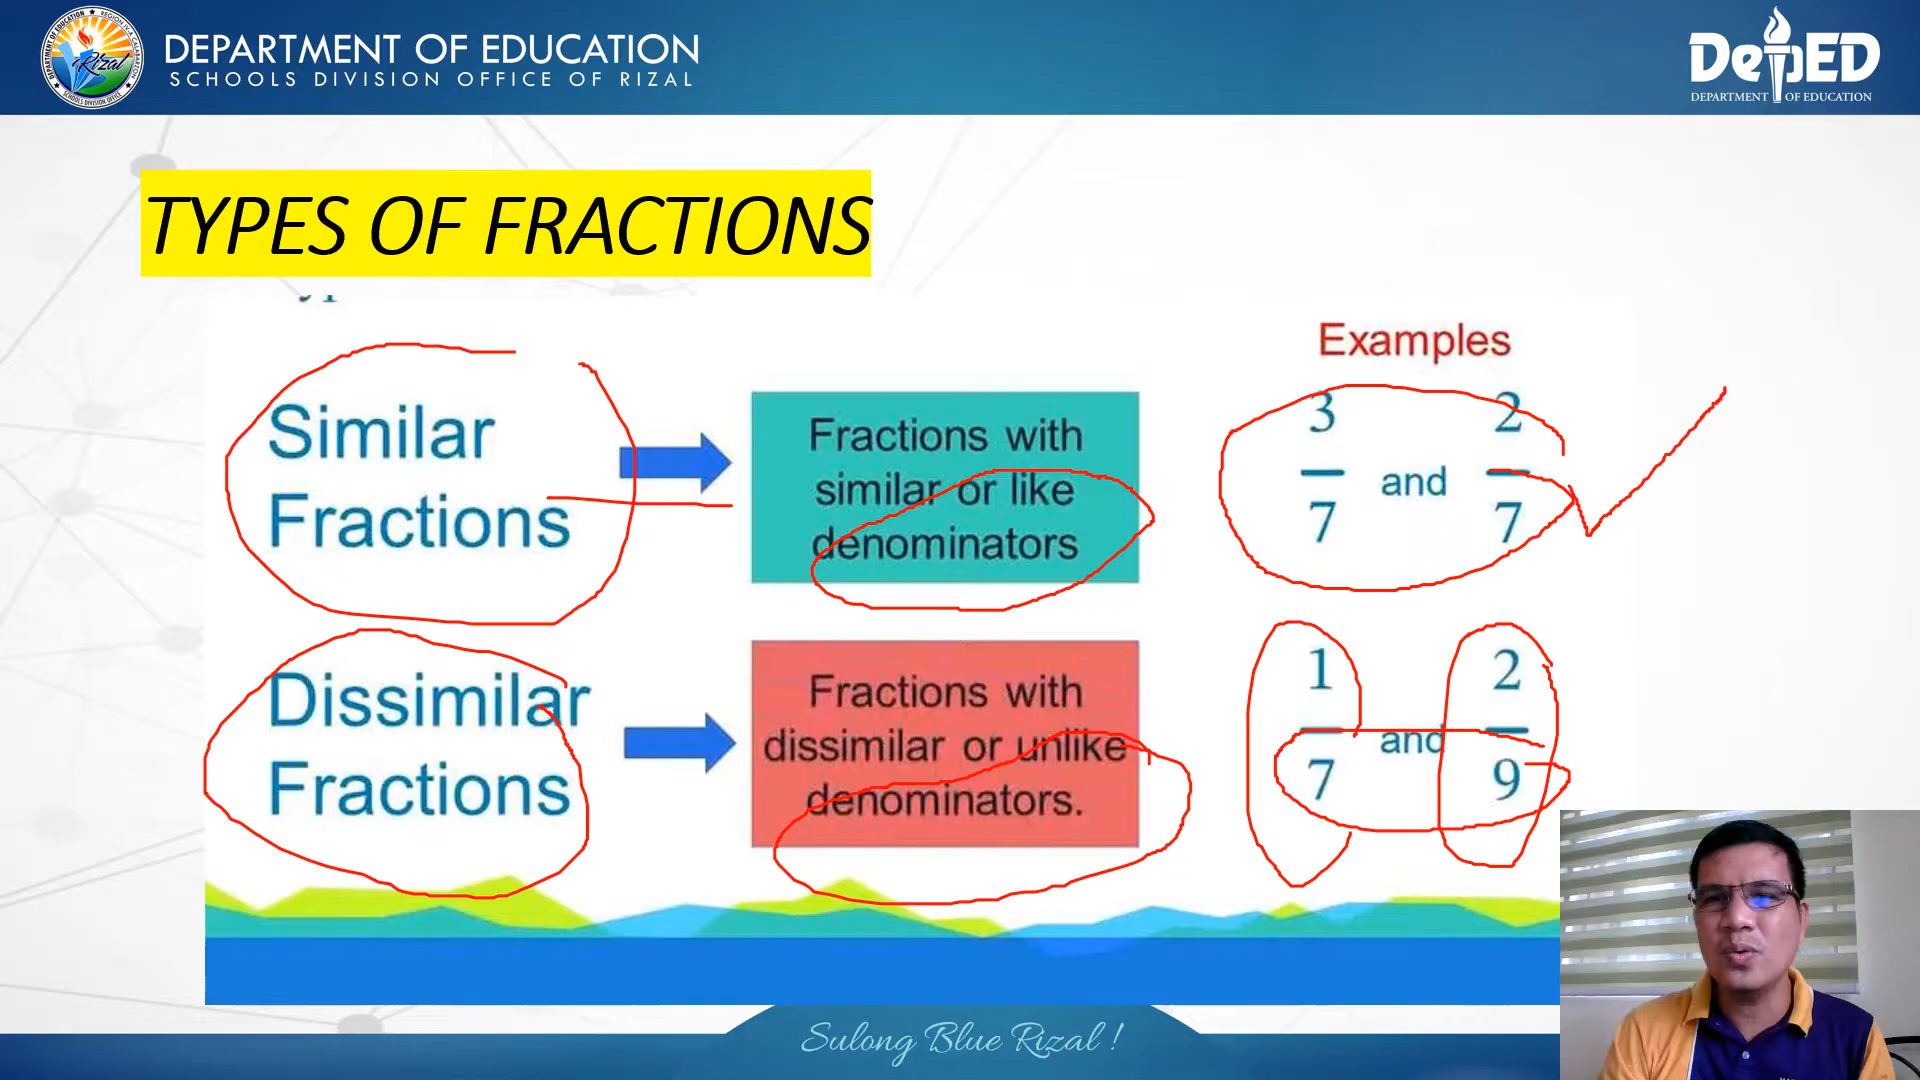 DEPARTMENT OF EDUCATION
SCHOOLS DIVISION OFFICE OF RIZAL
Rizal
DepED
DEPARTMENT OF EDUCATION
TYPES OF FRACTIONS
Examples
Similar
Fractions
Fractions with
similar or like
denominators
3/7 and 2/7
Dissimilar
Fractions
Fractions with
dissimilar or unlike
denominators.
1/7 and 2/9
Sulong Blue Rizal !